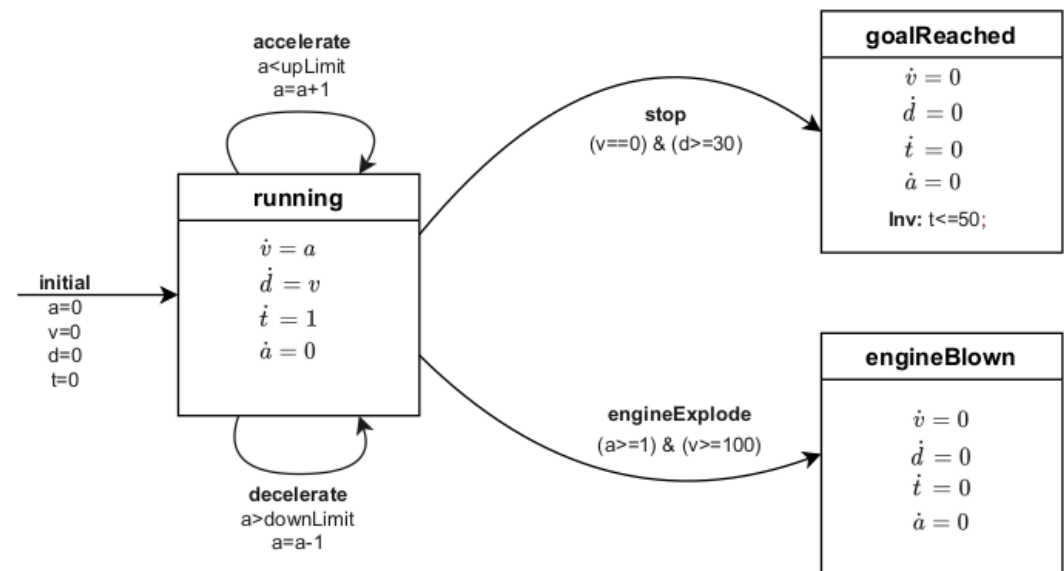 accelerate
a<upLimit
a=a+1
running
v̇ = a
ḋ = v
ṫ = 1
ȧ = 0
initial
a=0
v=0
d=0
t=0
decelerate
a>downLimit
a=a-1
stop
(v==0) & (d>=30)
goalReached
v̇ = 0
ḋ = 0
ṫ = 0
ȧ = 0
Inv: t<=50;
engineExplode
(a>=1) & (v>=100)
engineBlown
v̇ = 0
ḋ = 0
ṫ = 0
ȧ = 0